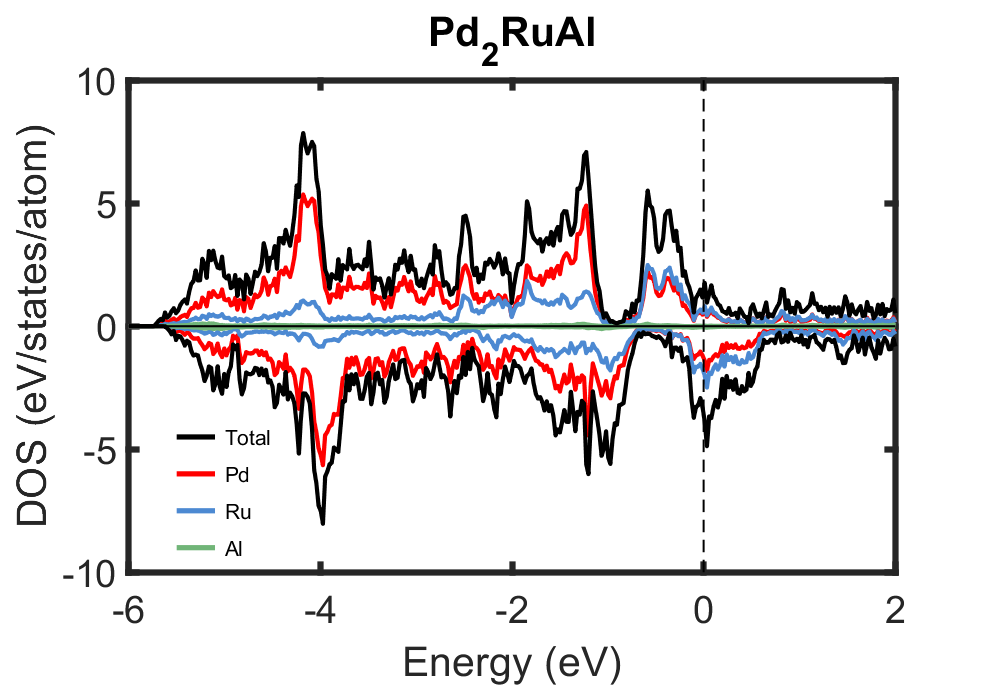 Pd2RuAl
10
5
0
-5
-10
DOS (eV/states/atom)
Total
Pd
Ru
Al
-6 -4 -2 0 2
Energy (eV)